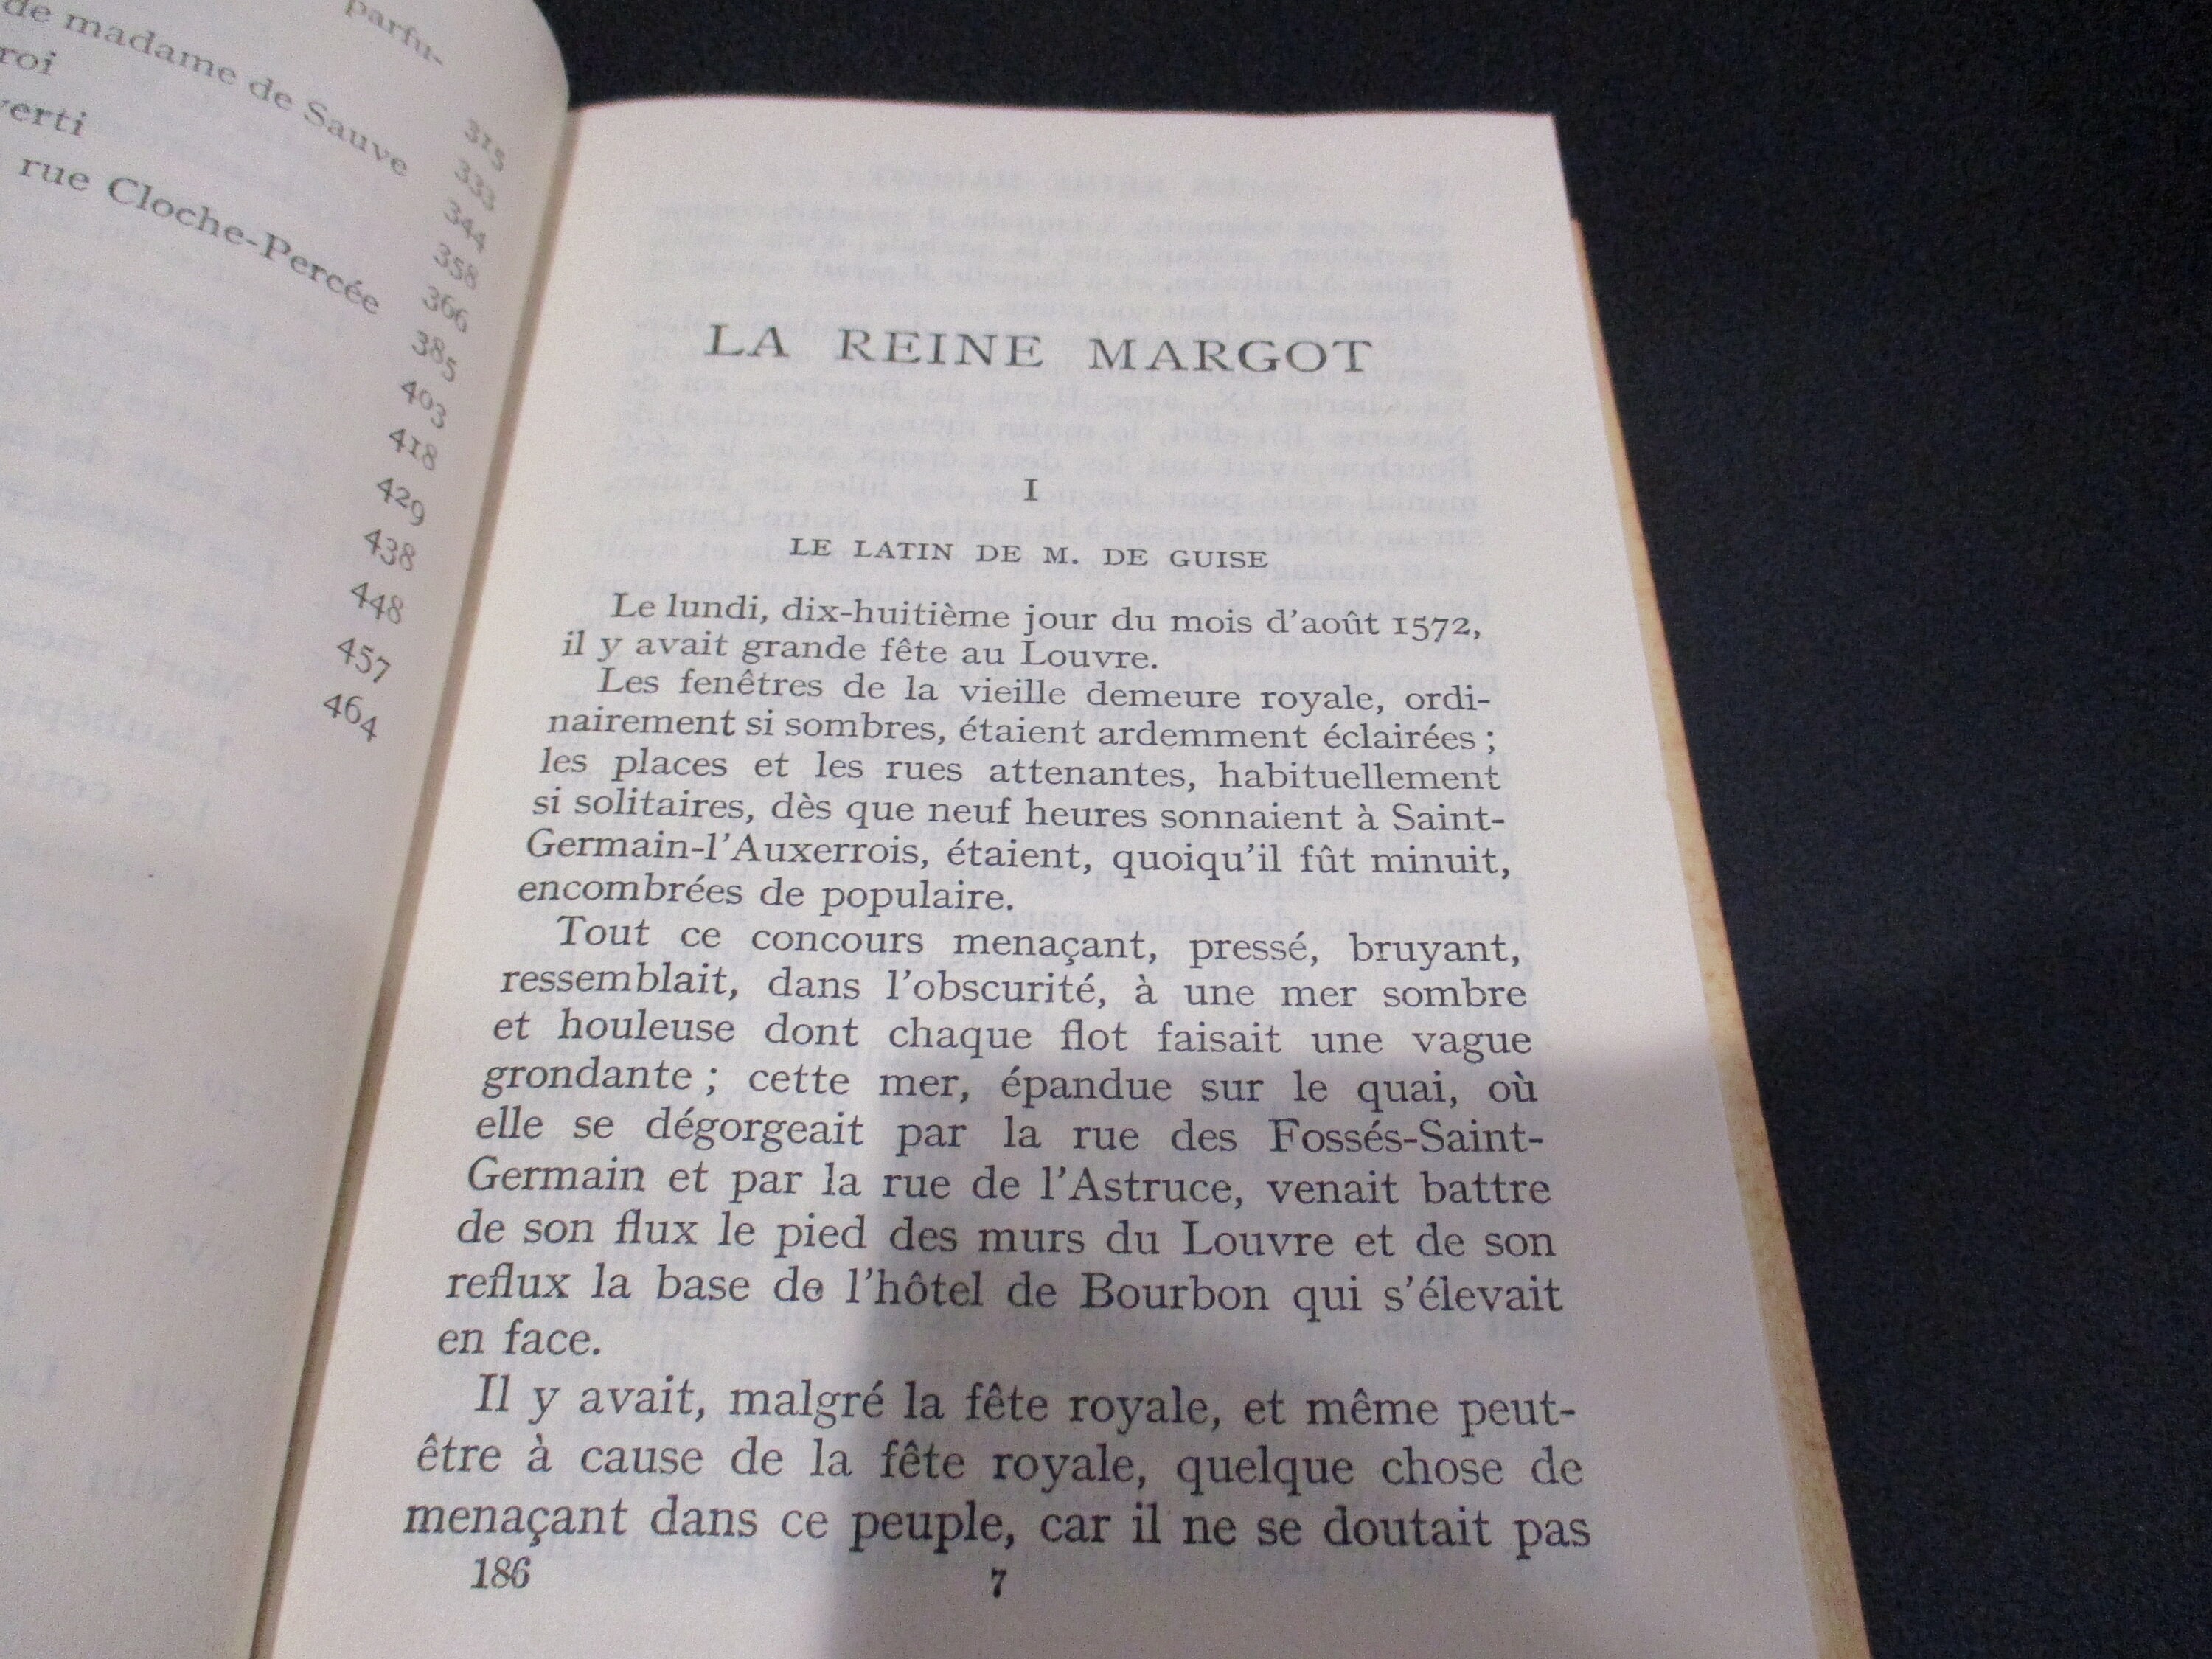 parfu-
de madame de Sauve
roi
verti
rue Cloche-Percée
315
333
344
358
366
385
403
418
429
438
448
457
464
LA REINE MARGOT
I
LE LATIN DE M. DE GUISE
Le lundi, dix-huitième jour du mois d'août 1572,
il y avait grande fête au Louvre.
Les fenêtres de la vieille demeure royale, ordi-
nairement si sombres, étaient ardemment éclairées ;
les places et les rues attenantes, habituellement
si solitaires, dès que neuf heures sonnaient à Saint-
Germain-l'Auxerrois, étaient, quoiqu'il fût minuit,
encombrées de populaire.
Tout ce concours menaçant, pressé, bruyant,
ressemblait, dans l'obscurité, à une mer sombre
et houleuse dont chaque flot faisait une vague
grondante ; cette mer, épandue sur le quai, où
elle se dégorgeait par la rue des Fossés-Saint-
Germain et par la rue de l'Astruce, venait battre
de son flux le pied des murs du Louvre et de son
reflux la base de l'hôtel de Bourbon qui s'élevait
en face.
Il y avait, malgré la fête royale, et même peut-
être à cause de la fête royale, quelque chose de
menaçant dans ce peuple, car il ne se doutait pas
186 7